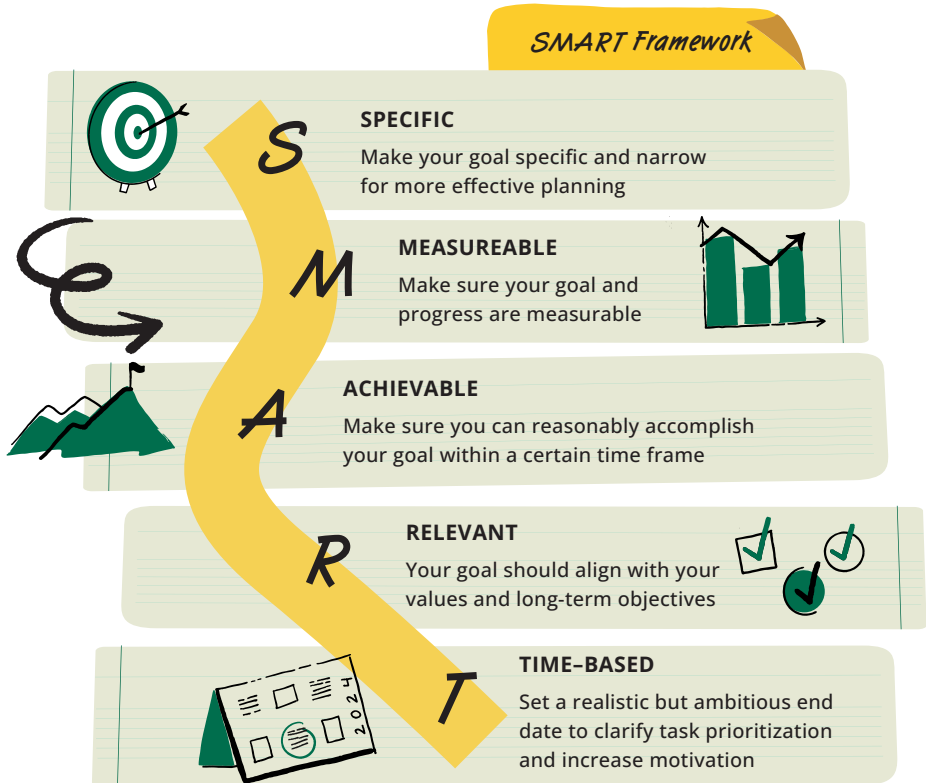 SMART Framework
S
SPECIFIC
Make your goal specific and narrow
for more effective planning
M
MEASUREABLE
Make sure your goal and
progress are measurable
A
ACHIEVABLE
Make sure you can reasonably accomplish
your goal within a certain time frame
R
RELEVANT
Your goal should align with your
values and long-term objectives
T
TIME–BASED
Set a realistic but ambitious end
date to clarify task prioritization
and increase motivation
2024